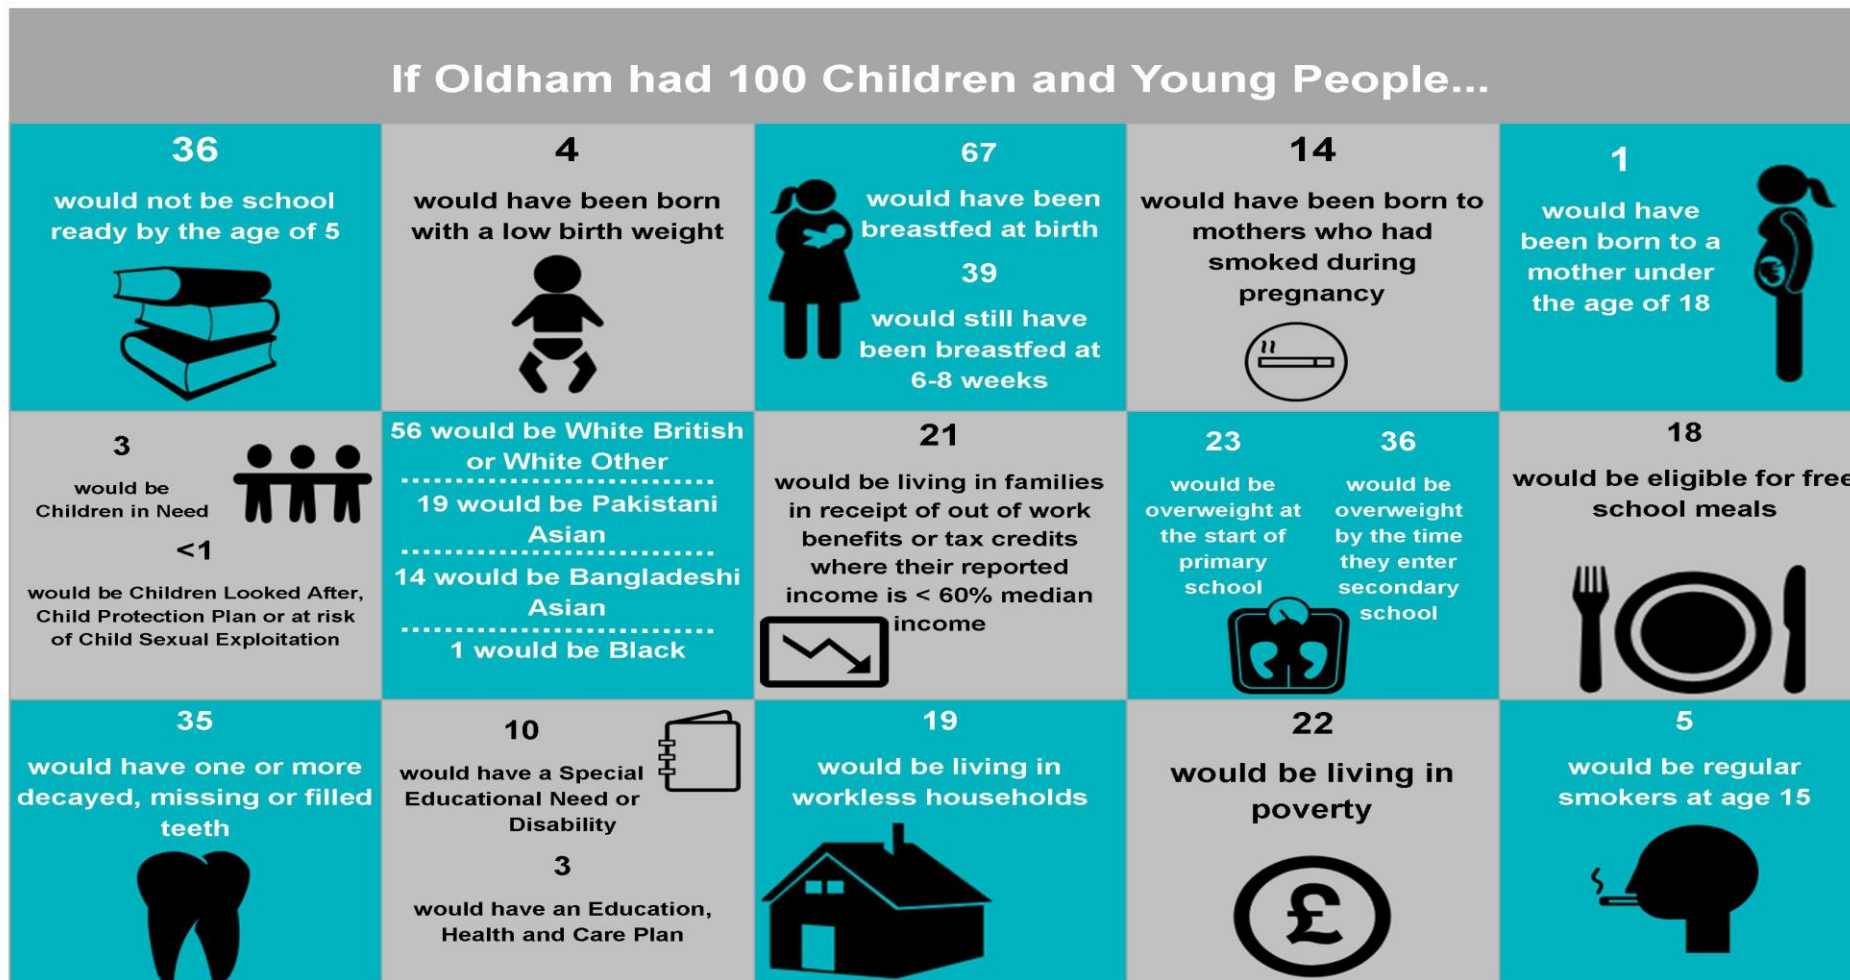 If Oldham had 100 Children and Young People...
36
would not be school
ready by the age of 5
4
would have been born
with a low birth weight
67
would have been
breastfed at birth
39
would still have
been breastfed at
6-8 weeks
14
would have been born to
mothers who had
smoked during
pregnancy
1
would have
been born to a
mother under
the age of 18
3
would be
Children in Need
<1
would be Children Looked After,
Child Protection Plan or at risk
of Child Sexual Exploitation
56 would be White British
or White Other
19 would be Pakistani
Asian
14 would be Bangladeshi
Asian
1 would be Black
21
would be living in families
in receipt of out of work
benefits or tax credits
where their reported
income is < 60% median
income
23
would be
overweight at
the start of
primary
school
36
would be
overweight
by the time
they enter
secondary
school
18
would be eligible for free
school meals
35
would have one or more
decayed, missing or filled
teeth
10
would have a Special
Educational Need or
Disability
3
would have an Education,
Health and Care Plan
19
would be living in
workless households
22
would be living in
poverty
£
5
would be regular
smokers at age 15